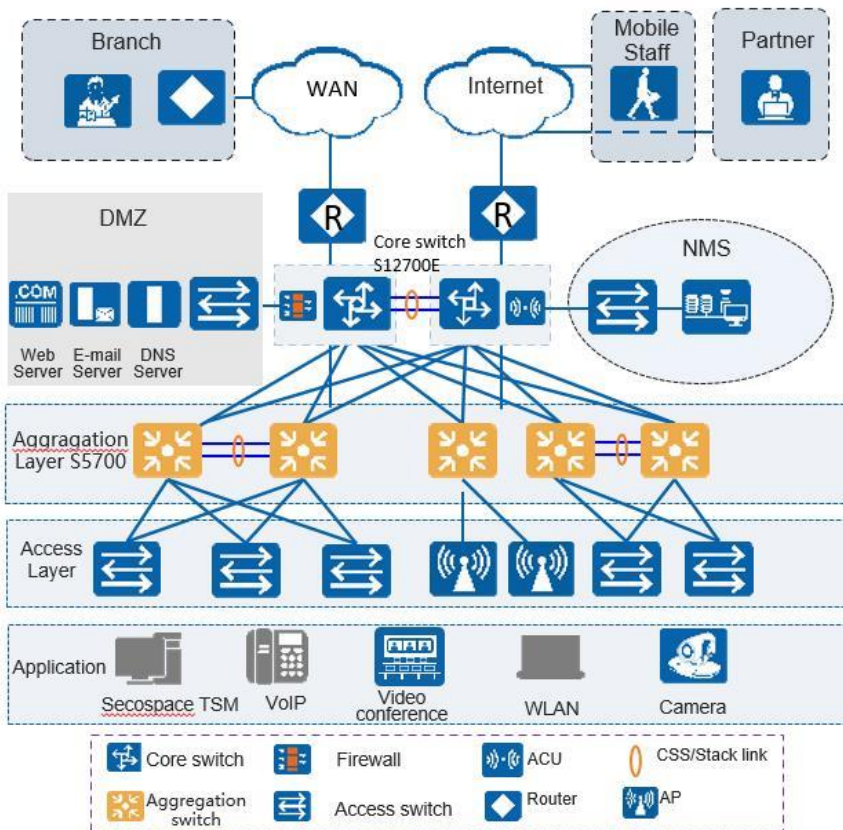 Branch
WAN
Internet
Mobile
Staff
Partner
DMZ
R
R
Core switch
S12700E
NMS
.COM
Web
Server
E-mail
Server
DNS
Server
Aggragation
Layer S5700
Access
Layer
Application
Secospace TSM
VoIP
Video
conference
WLAN
Camera
Core switch
Firewall
ACU
CSS/Stack link
Aggregation
switch
Access switch
Router
AP